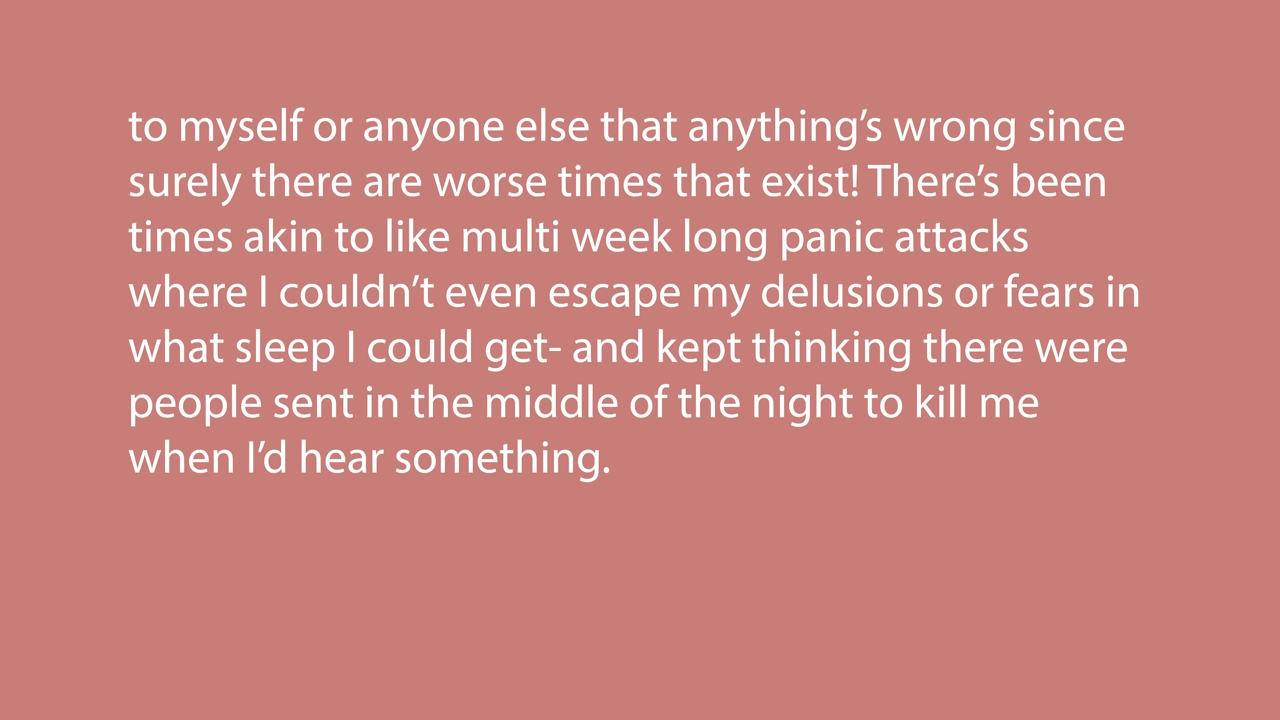 to myself or anyone else that anything’s wrong since
surely there are worse times that exist! There’s been
times akin to like multi week long panic attacks
where I couldn’t even escape my delusions or fears in
what sleep I could get- and kept thinking there were
people sent in the middle of the night to kill me
when I’d hear something.